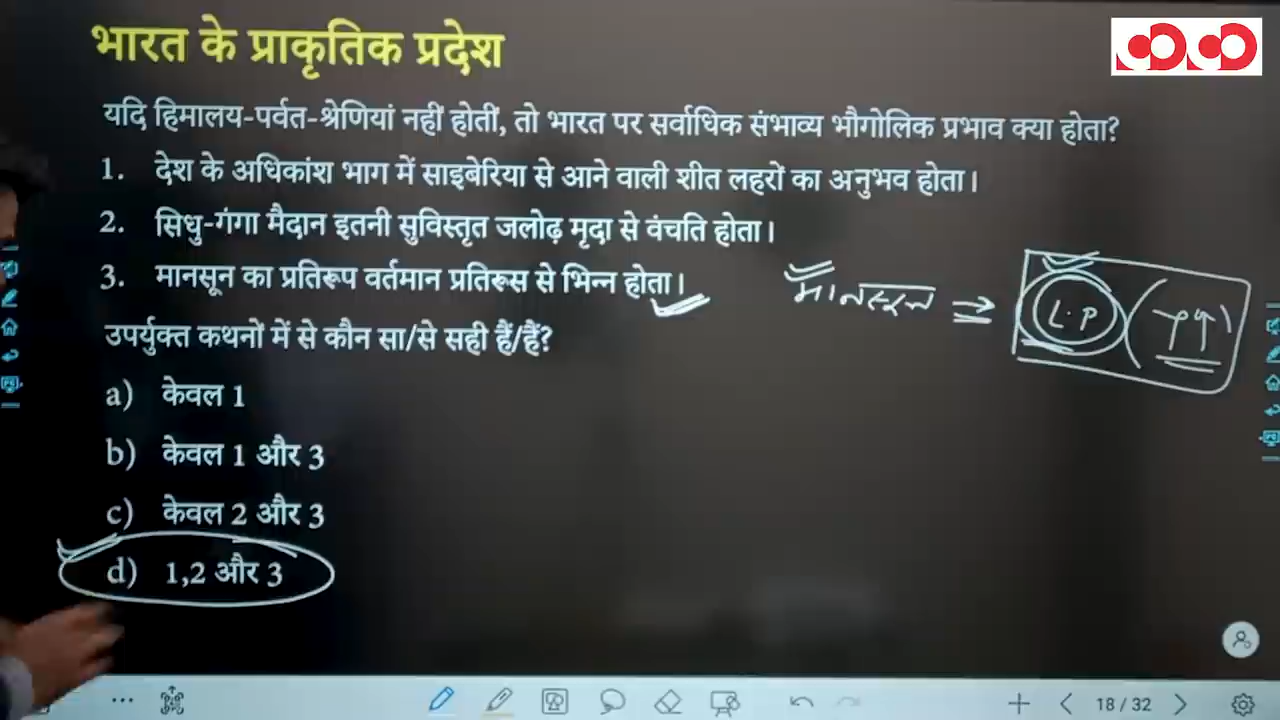 भारत के प्राकृतिक प्रदेश
यदि हिमालय-पर्वत-श्रेणियां नहीं होतीं, तो भारत पर सर्वाधिक संभाव्य भौगोलिक प्रभाव क्या होता?
1. देश के अधिकांश भाग में साइबेरिया से आने वाली शीत लहरों का अनुभव होता।
2. सिधु-गंगा मैदान इतनी सुविस्तृत जलोढ़ मृदा से वंचति होता।
3. मानसून का प्रतिरूप वर्तमान प्रतिरूस से भिन्न होता।
मानसून ⇒ L.P (↑↑)
उपर्युक्त कथनों में से कौन सा/से सही हैं/हैं?
a) केवल 1
b) केवल 1 और 3
c) केवल 2 और 3
d) 1,2 और 3
18 / 32